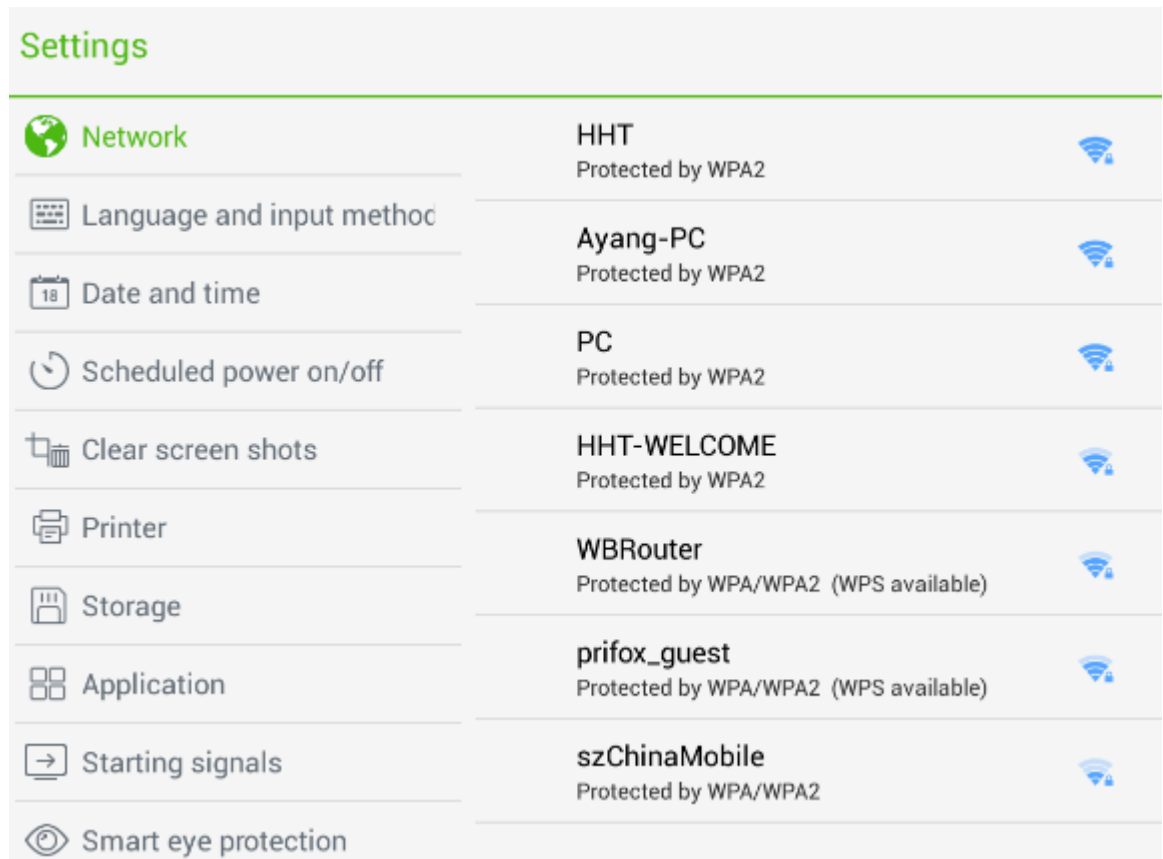 Settings
Network
Language and input method
Date and time
18
Scheduled power on/off
Clear screen shots
Printer
Storage
Application
Starting signals
Smart eye protection
HHT
Protected by WPA2
Ayang-PC
Protected by WPA2
PC
Protected by WPA2
HHT-WELCOME
Protected by WPA2
WBRouter
Protected by WPA/WPA2 (WPS available)
prifox_guest
Protected by WPA/WPA2 (WPS available)
szChinaMobile
Protected by WPA/WPA2